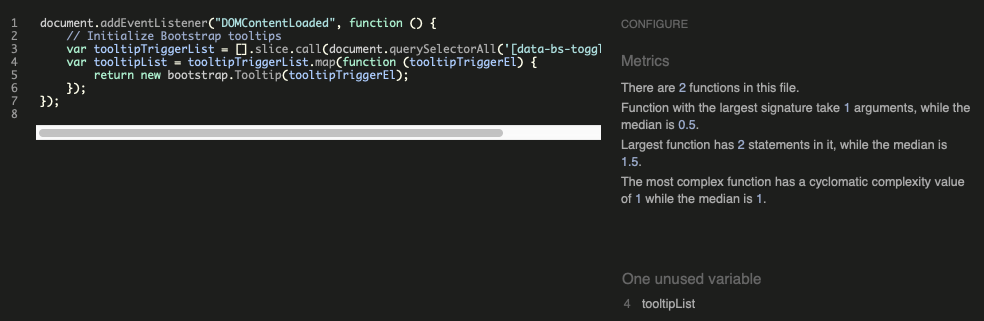 1 document.addEventListener("DOMContentLoaded", function () {
2 // Initialize Bootstrap tooltips
3 var tooltipTriggerList = [].slice.call(document.querySelectorAll('[data-bs-toggl
4 var tooltipList = tooltipTriggerList.map(function (tooltipTriggerEl) {
5 return new bootstrap.Tooltip(tooltipTriggerEl);
6 });
7 });
8
CONFIGURE
Metrics
There are 2 functions in this file.
Function with the largest signature take 1 arguments, while the
median is 0.5.
Largest function has 2 statements in it, while the median is
1.5.
The most complex function has a cyclomatic complexity value
of 1 while the median is 1.
One unused variable
4 tooltipList